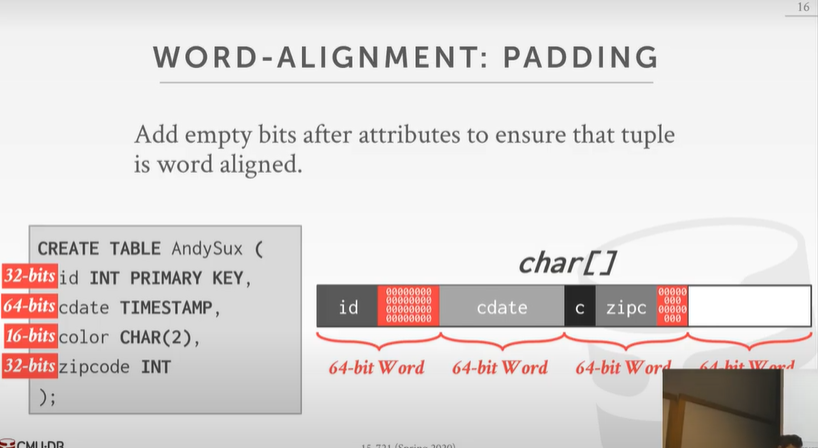 16
WORD-ALIGNMENT: PADDING
Add empty bits after attributes to ensure that tuple
is word aligned.
CREATE TABLE AndySux (
32-bits id INT PRIMARY KEY,
64-bits cdate TIMESTAMP,
16-bits color CHAR(2),
32-bits zipcode INT
);
char[]
id
00000000
00000000
00000000
00000000
cdate
c
zipc
00000
000
00000
000
64-bit Word
64-bit Word
64-bit Word
64-bit Word
CMU·DB
15-721 (Spring 2020)